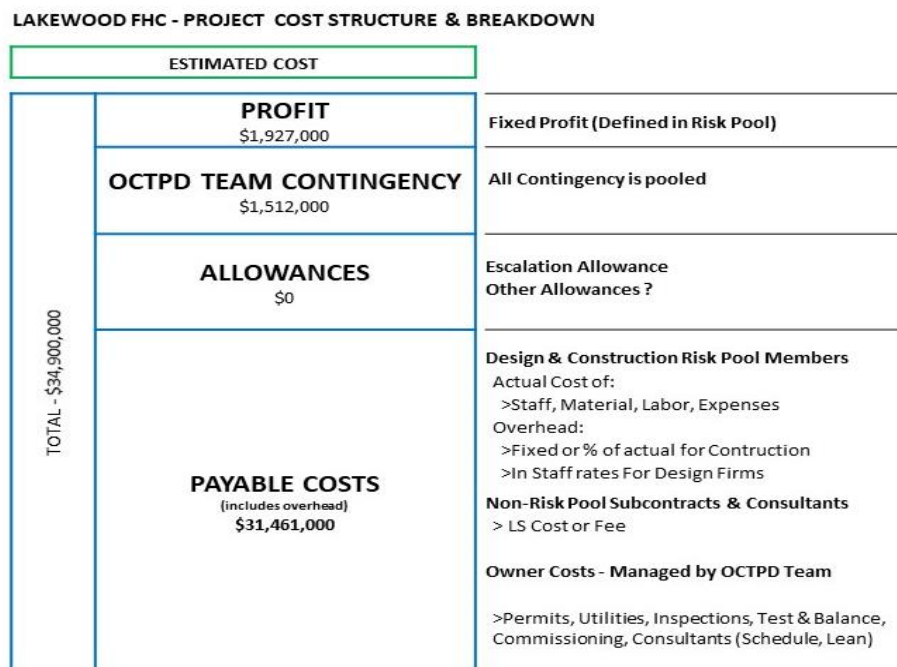 LAKEWOOD FHC - PROJECT COST STRUCTURE & BREAKDOWN
ESTIMATED COST
TOTAL - $34,900,000
PROFIT
$1,927,000
Fixed Profit (Defined in Risk Pool)
OCTPD TEAM CONTINGENCY
$1,512,000
All Contingency is pooled
ALLOWANCES
$0
Escalation Allowance
Other Allowances ?
PAYABLE COSTS
(includes overhead)
$31,461,000
Design & Construction Risk Pool Members
Actual Cost of:
>Staff, Material, Labor, Expenses
Overhead:
>Fixed or % of actual for Contruction
>In Staff rates For Design Firms
Non-Risk Pool Subcontracts & Consultants
> LS Cost or Fee
Owner Costs - Managed by OCTPD Team
>Permits, Utilities, Inspections, Test & Balance,
Commissioning, Consultants (Schedule, Lean)